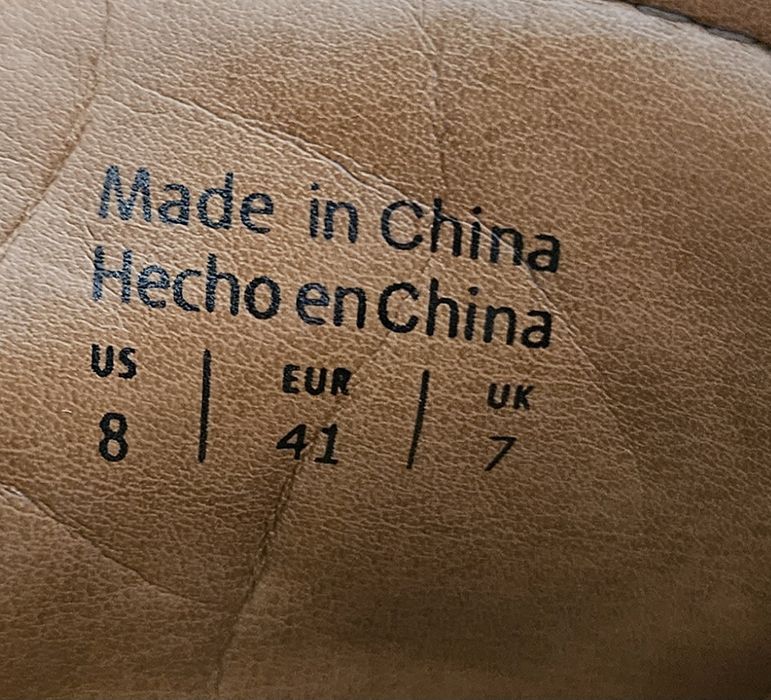 Made in China
Hecho en China
US | EUR | UK
8 | 41 | 7